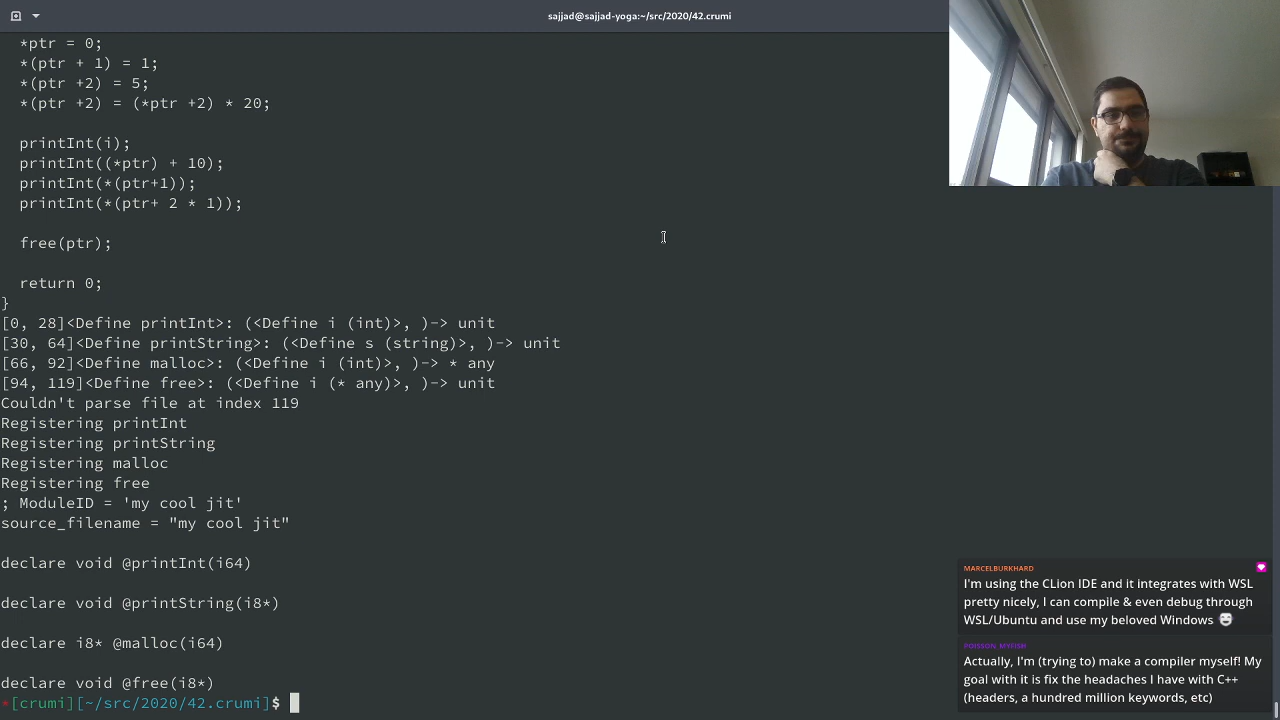 sajjad@sajjad-yoga:~/src/2020/42.crumi
*ptr = 0;
*(ptr + 1) = 1;
*(ptr +2) = 5;
*(ptr +2) = (*ptr +2) * 20;
printInt(i);
printInt((*ptr) + 10);
printInt(*(ptr+1));
printInt(*(ptr+ 2 * 1));
free(ptr);
return 0;
}
[0, 28]<Define printInt>: (<Define i (int)>, )-> unit
[30, 64]<Define printString>: (<Define s (string)>, )-> unit
[66, 92]<Define malloc>: (<Define i (int)>, )-> * any
[94, 119]<Define free>: (<Define i (* any)>, )-> unit
Couldn't parse file at index 119
Registering printInt
Registering printString
Registering malloc
Registering free
; ModuleID = 'my cool jit'
source_filename = "my cool jit"
declare void @printInt(i64)
declare void @printString(i8*)
declare i8* @malloc(i64)
declare void @free(i8*)
*[crumi][~/src/2020/42.crumi]$
MARCELBURKHARD
I'm using the CLion IDE and it integrates with WSL
pretty nicely, I can compile & even debug through
WSL/Ubuntu and use my beloved Windows 😀
POISSON_MYFISH
Actually, I'm (trying to) make a compiler myself! My
goal with it is fix the headaches I have with C++
(headers, a hundred million keywords, etc)